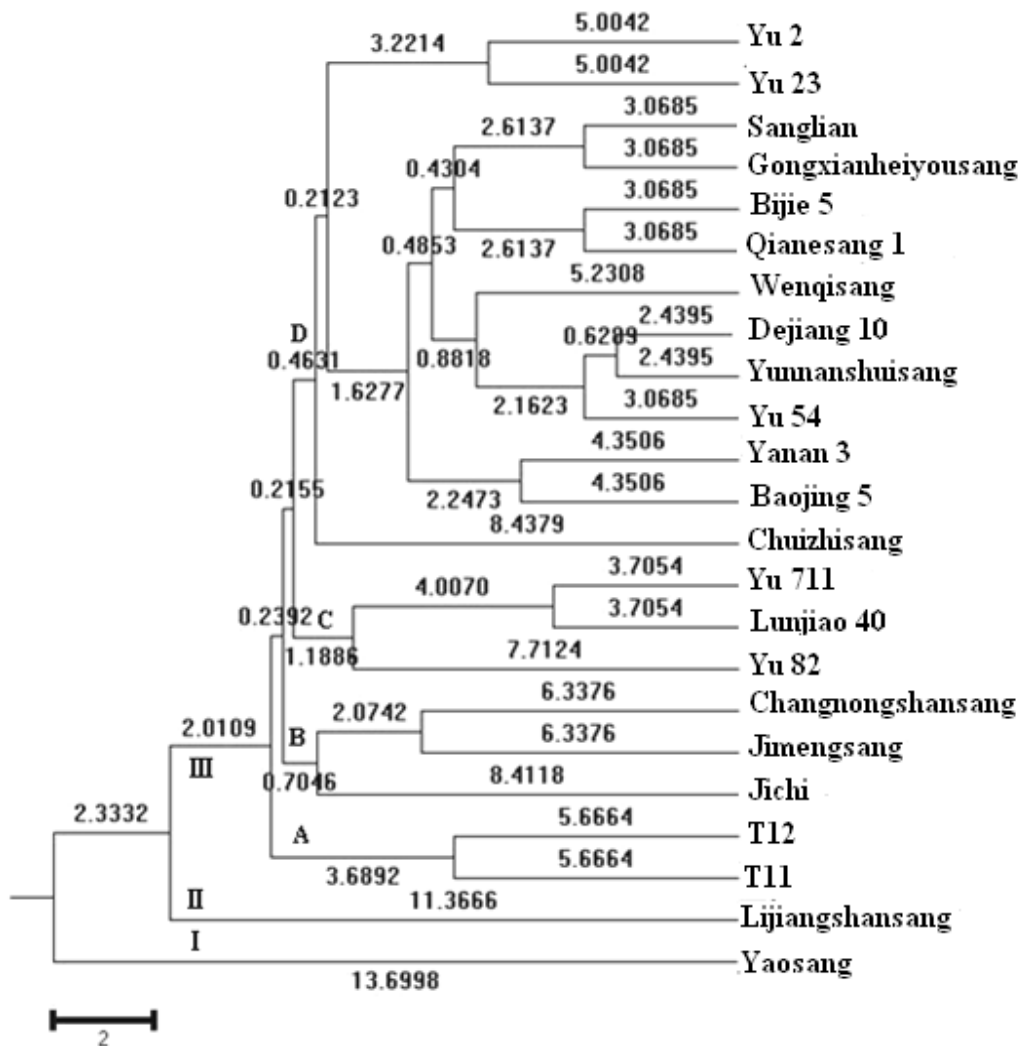 5.0042
3.2214
Yu 2
5.0042
Yu 23
3.0685
2.6137
Sanglian
3.0685
0.4304
Gongxianheiyousang
3.0685
0.2123
Bijie 5
3.0685
0.4853
2.6137
Qianesang 1
5.2308
Wenqisang
2.4395
D
0.6289
Dejiang 10
0.4631
0.8818
2.4395
1.6277
Yunnanshuisang
3.0685
2.1623
Yu 54
4.3506
Yanan 3
4.3506
0.2155
2.2473
Baojing 5
8.4379
Chuizhisang
3.7054
4.0070
Yu 711
3.7054
0.2392
C
Lunjiao 40
1.1886
7.7124
Yu 82
6.3376
2.0742
Changnongshansang
2.0109
B
6.3376
III
Jimengsang
0.7046
8.4118
Jichi
2.3332
5.6664
A
T12
5.6664
3.6892
T11
II
11.3666
Lijiangshansang
I
Yaosang
13.6998
2